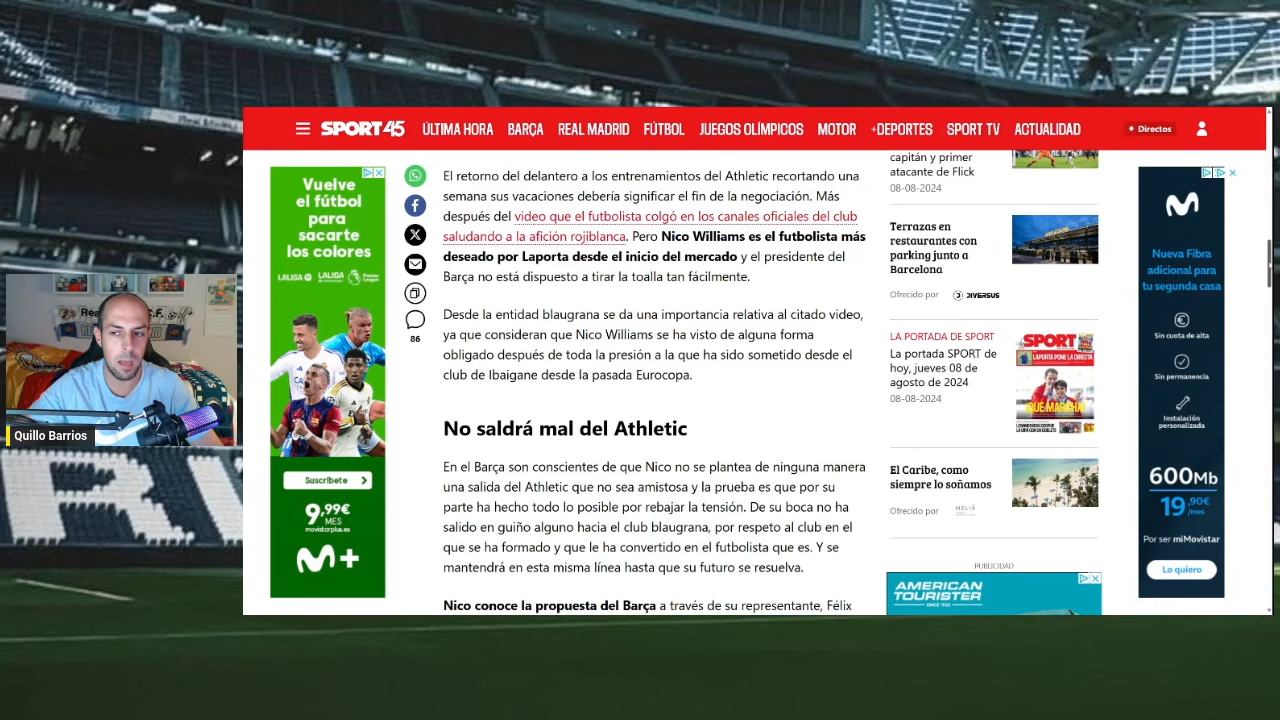 SPORT 45
ÚLTIMA HORA
BARÇA
REAL MADRID
FÚTBOL
JUEGOS OLÍMPICOS
MOTOR
+DEPORTES
SPORT TV
ACTUALIDAD
Directos
Vuelve
el fútbol
para
sacarte
los colores
LALIGA
LALIGA
Premier
League
Suscríbete
9,99€
MES
movistarplus.es
M+
86
El retorno del delantero a los entrenamientos del Athletic recortando una
semana sus vacaciones debería significar el fin de la negociación. Más
después del video que el futbolista colgó en los canales oficiales del club
saludando a la afición rojiblanca. Pero Nico Williams es el futbolista más
deseado por Laporta desde el inicio del mercado y el presidente del
Barça no está dispuesto a tirar la toalla tan fácilmente.
Desde la entidad blaugrana se da una importancia relativa al citado video,
ya que consideran que Nico Williams se ha visto de alguna forma
obligado después de toda la presión a la que ha sido sometido desde el
club de Ibaigane desde la pasada Eurocopa.
No saldrá mal del Athletic
En el Barça son conscientes de que Nico no se plantea de ninguna manera
una salida del Athletic que no sea amistosa y la prueba es que por su
parte ha hecho todo lo posible por rebajar la tensión. De su boca no ha
salido en guiño alguno hacia el club blaugrana, por respeto al club en el
que se ha formado y que le ha convertido en el futbolista que es. Y se
mantendrá en esta misma línea hasta que su futuro se resuelva.
Nico conoce la propuesta del Barça a través de su representante, Félix
capitán y primer
atacante de Flick
08-08-2024
Terrazas en
restaurantes con
parking junto a
Barcelona
Ofrecido por
DIVERSUS
LA PORTADA DE SPORT
La portada SPORT de
hoy, jueves 08 de
agosto de 2024
08-08-2024
SPORT
LAPORTA PONE LA DIRECTA
¡QUÉ MARCHA!
El Caribe, como
siempre lo soñamos
Ofrecido por
MELIÁ
PUBLICIDAD
AMERICAN
TOURISTER
Nueva Fibra
adicional para
tu segunda casa
Sin cuota de alta
Sin permanencia
Instalación
personalizada
600Mb
19,90€
/mes
Por ser miMovistar
Lo quiero
Quillo Barrios